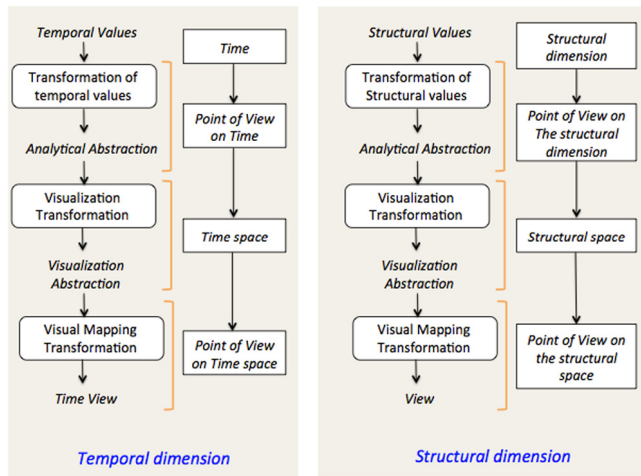 Temporal Values
Transformation of
temporal values
Analytical Abstraction
Visualization
Transformation
Visualization
Abstraction
Visual Mapping
Transformation
Time View
Time
Point of View
on Time
Time space
Point of View
on Time space
Temporal dimension
Structural Values
Transformation of
Structural values
Analytical Abstraction
Visualization
Transformation
Visualization
Abstraction
Visual Mapping
Transformation
View
Structural
dimension
Point of View on
The structural
dimension
Structural space
Point of View on
the structural
space
Structural dimension